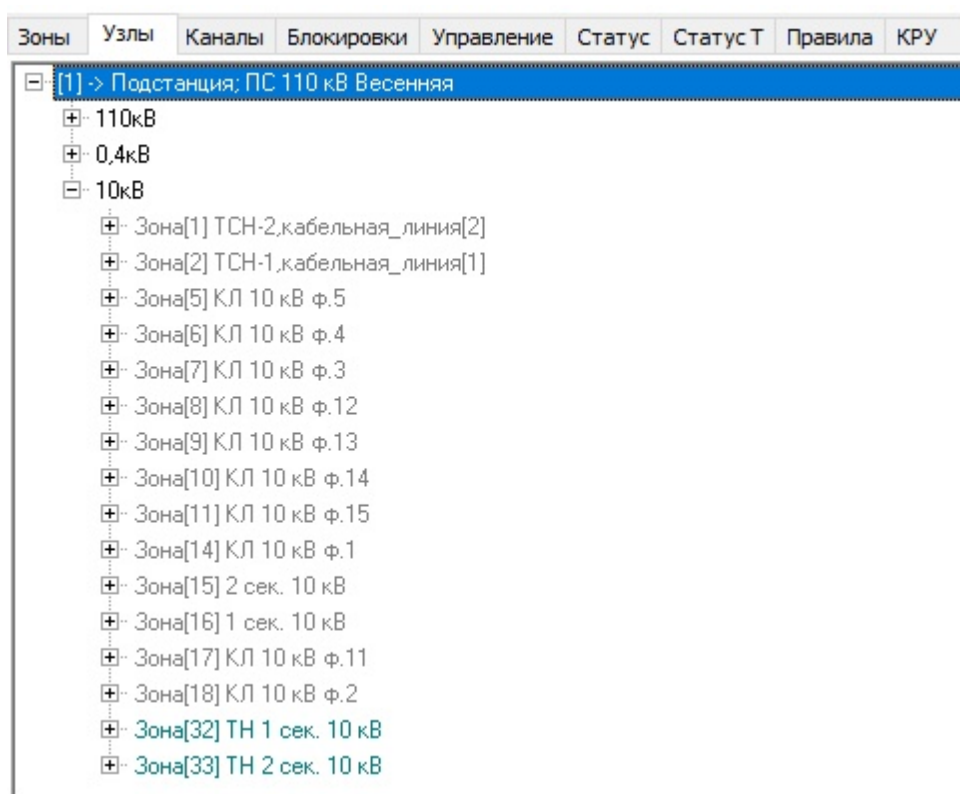 Зоны Узлы Каналы Блокировки Управление Статус Статус Т Правила КРУ
[1] -> Подстанция; ПС 110 кВ Весенняя
110кВ
0,4кВ
10кВ
Зона[1] ТСН-2,кабельная_линия[2]
Зона[2] ТСН-1,кабельная_линия[1]
Зона[5] КЛ 10 кВ ф.5
Зона[6] КЛ 10 кВ ф.4
Зона[7] КЛ 10 кВ ф.3
Зона[8] КЛ 10 кВ ф.12
Зона[9] КЛ 10 кВ ф.13
Зона[10] КЛ 10 кВ ф.14
Зона[11] КЛ 10 кВ ф.15
Зона[14] КЛ 10 кВ ф.1
Зона[15] 2 сек. 10 кВ
Зона[16] 1 сек. 10 кВ
Зона[17] КЛ 10 кВ ф.11
Зона[18] КЛ 10 кВ ф.2
Зона[32] ТН 1 сек. 10 кВ
Зона[33] ТН 2 сек. 10 кВ